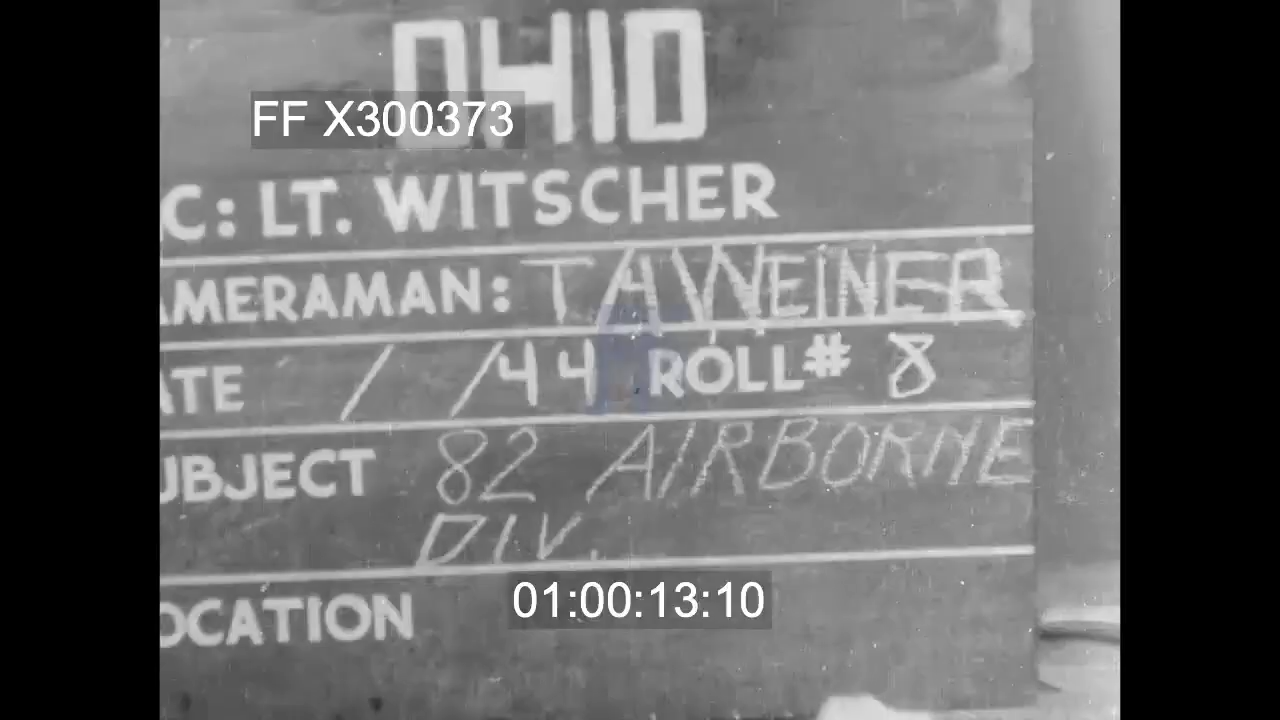 OHIO
FF X300373
C: LT. WITSCHER
AMERAMAN: T A WEINER
ATE / /44 ROLL# 8
UBJECT 82 AIRBORNE
DIV.
01:00:13:10
OCATION